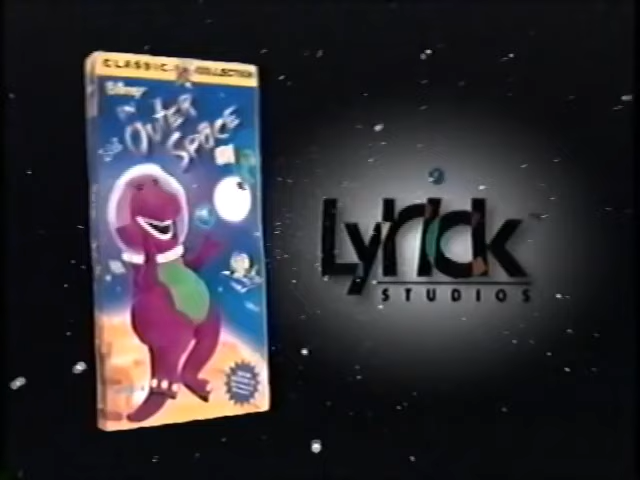 CLASSIC COLLECTION
Barney
IN
OUTER
SPACE
Lyrick
STUDIOS